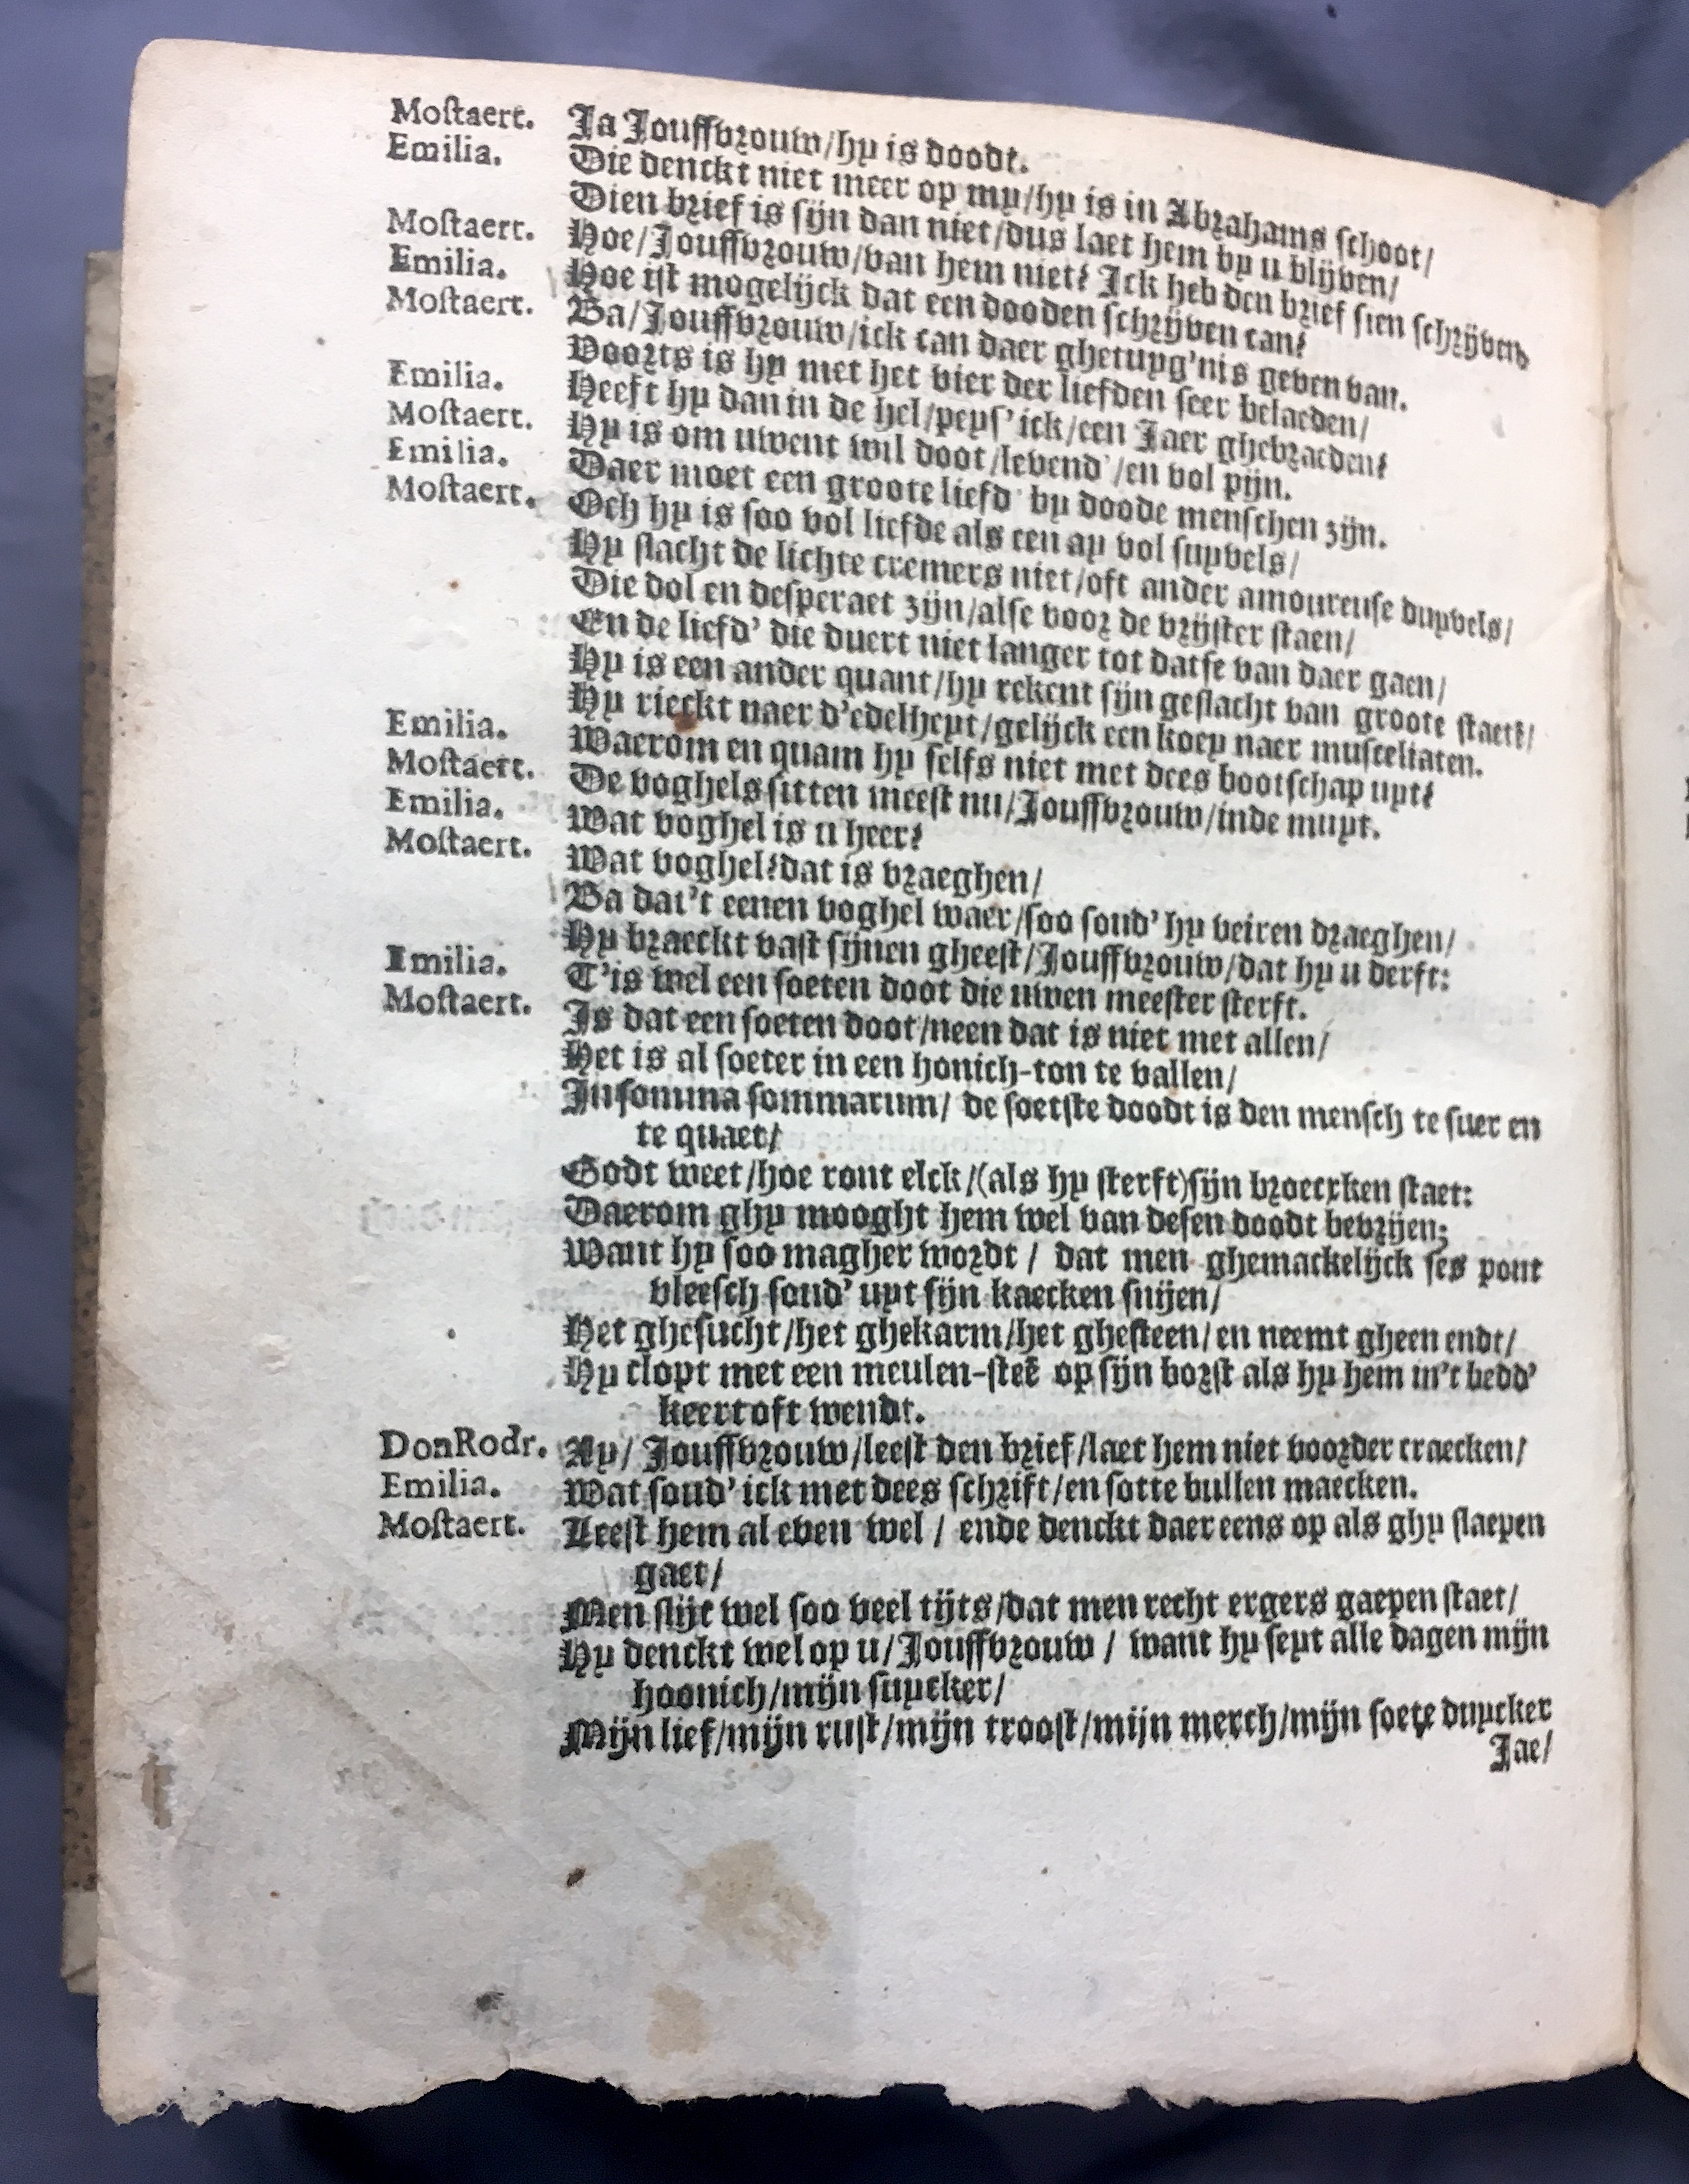 Moſtaert. Ja Jouffvrouw/hy is doodt.
Emilia. Die denckt niet meer op my/hy is in Abrahams ſchoot/
Dien brief is ſijn dan niet/dus laet hem by u blijven/
Moſtaert. Hoe/Jouffvrouw/van hem niet? Ick heb den brief ſien ſchrijven
Emilia. Hoe iſt mogelijck dat een dooden ſchrijven can?
Moſtaert. Ba/Jouffvrouw/ick can daer ghetuyg'nis geven van.
Voorts is hy met het vier der liefden ſeer belaeden/
Emilia. Heeft hy dan in de hel/peyſ' ick/een Jaer ghebraeden?
Moſtaert. Hy is om uwent wil doot/levend'/en vol pijn.
Emilia. Daer moet een groote liefd' by doode menſchen zijn.
Moſtaert. Och hy is ſoo vol liefde als een ay vol ſuyvels/
Hy ſlacht de lichte cremers niet/oft ander amoureuſe duyvels/
Die dol en deſperaet zijn/alſe voor de vrijſter ſtaen/
En de liefd' die duert niet langer tot datſe van daer gaen/
Hy is een ander quant/hy rekent ſijn geſlacht van groote ſtaetẽ/
Hy rieckt naer d'edelheyt/gelijck een koey naer muſceliaten.
Emilia. Waerom en quam hy ſelfs niet met dees bootſchap uyt?
Moſtaert. De voghels ſitten meeſt nu/Jouffvrouw/inde muyt.
Emilia. Wat voghel is u heer?
Moſtaert. Wat voghel?dat is vraeghen/
Ba dat't eenen voghel waer/ſoo ſoud' hy veiren draeghen/
Hy braeckt vaſt ſijnen gheeſt/Jouffvrouw/dat hy u derft:
Emilia. T'is wel een ſoeten doot die uwen meeſter ſterft.
Moſtaert. Is dat een ſoeten doot/neen dat is niet met allen/
Het is al ſoeter in een honich-ton te vallen/
In ſomma ſommarum/ de ſoetſte doodt is den menſch te ſuer en
te quaet/
Godt weet/hoe ront elck/(als hy ſterft)ſijn broecxken ſtaet:
Daerom ghy mooght hem wel van deſen doodt bevrijen;
Want hy ſoo magher wordt / dat men ghemackelijck ſes pont
vleeſch ſoud' uyt ſijn kaecken ſnijen/
Het gheſucht/het ghekarm/het gheſteen/en neemt gheen endt/
Hy clopt met een meulen-ſteẽ op ſijn borſt als hy hem in't bedd'
keert oft wendt.
DonRodr. Ay/ Jouffvrouw/leeſt den brief/laet hem niet voorder craecken/
Emilia. Wat ſoud' ick met dees ſchrift/en ſotte bullen maecken.
Moſtaert. Leeſt hem al even wel / ende denckt daer eens op als ghy ſlaepen
gaet/
Men ſlijt wel ſoo veel tijts/dat men recht ergers gaepen ſtaet/
Hy denckt wel op u/Jouffvrouw / want hy ſeyt alle dagen mijn
hoonich/mijn ſuycker/
Mijn lief/mijn ruſt/mijn trooſt/mijn merch/mijn ſoete duycker
Jae/